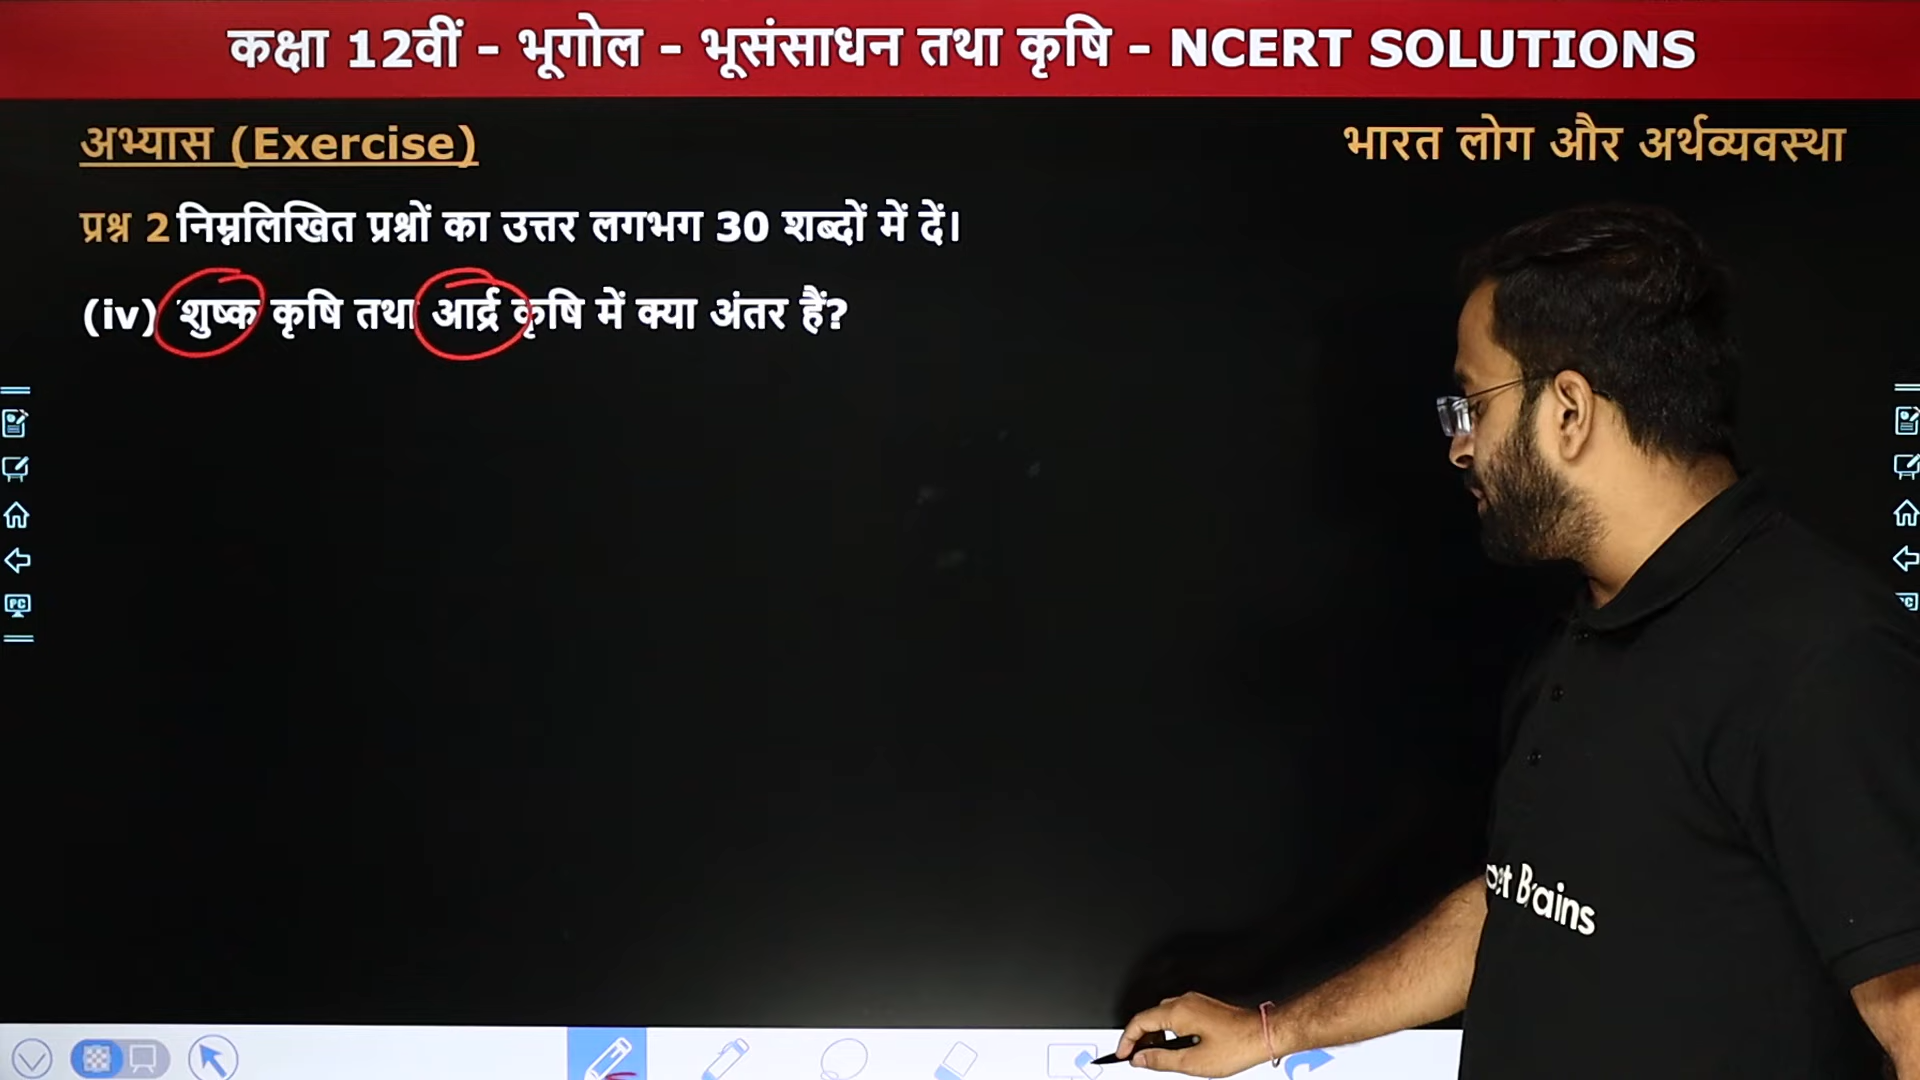 कक्षा 12वीं - भूगोल - भूसंसाधन तथा कृषि - NCERT SOLUTIONS
अभ्यास (Exercise)
भारत लोग और अर्थव्यवस्था
प्रश्न 2 निम्नलिखित प्रश्नों का उत्तर लगभग 30 शब्दों में दें।
(iv) शुष्क कृषि तथा आर्द्र कृषि में क्या अंतर हैं?
PC
Brains